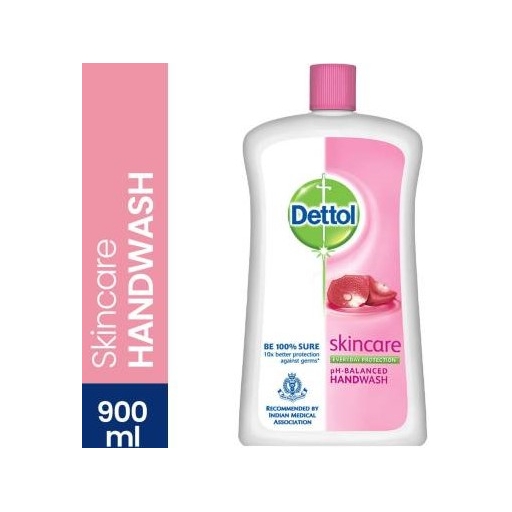 Skincare
HANDWASH
900
ml
Dettol
BE 100% SURE
10x better protection
against germs*
RECOMMENDED BY
INDIAN MEDICAL
ASSOCIATION
skincare
EVERYDAY PROTECTION
pH-BALANCED
HANDWASH